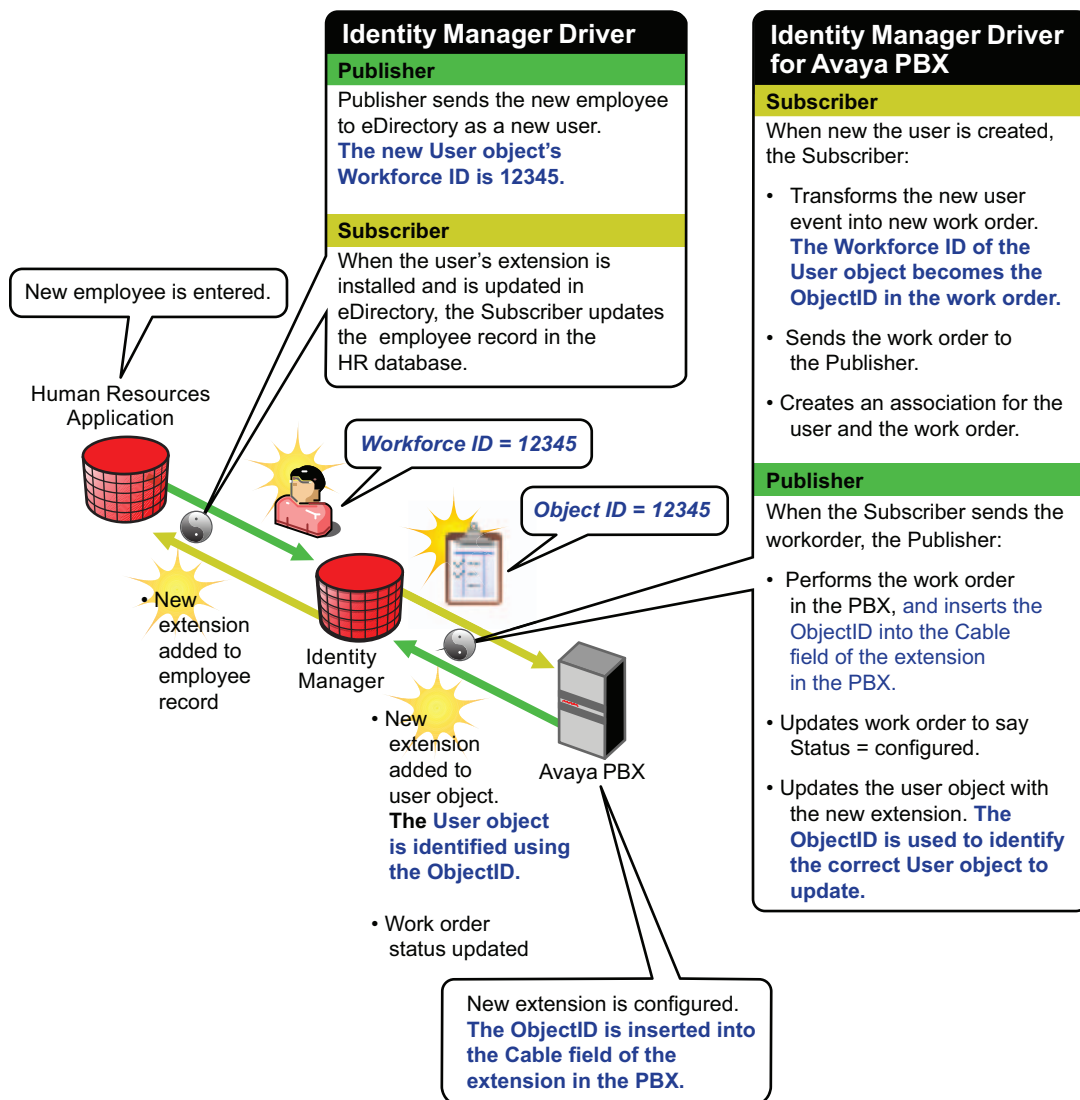 Identity Manager Driver
Publisher
Publisher sends the new employee
to eDirectory as a new user.
The new User object's
Workforce ID is 12345.
Subscriber
When the user's extension is
installed and is updated in
eDirectory, the Subscriber updates
the employee record in the
HR database.
Identity Manager Driver
for Avaya PBX
Subscriber
When new the user is created,
the Subscriber:
• Transforms the new user
event into new work order.
The Workforce ID of the
User object becomes the
ObjectID in the work order.
• Sends the work order to
the Publisher.
• Creates an association for the
user and the work order.
Publisher
When the Subscriber sends the
workorder, the Publisher:
• Performs the work order
in the PBX, and inserts the
ObjectID into the Cable
field of the extension
in the PBX.
• Updates work order to say
Status = configured.
• Updates the user object with
the new extension. The
ObjectID is used to identify
the correct User object to
update.
New employee is entered.
Human Resources
Application
Workforce ID = 12345
Object ID = 12345
• New
extension
added to
employee
record
Identity
Manager
• New
extension
added to
user object.
The User object
is identified using
the ObjectID.
• Work order
status updated
Avaya PBX
New extension is configured.
The ObjectID is inserted into
the Cable field of the
extension in the PBX.